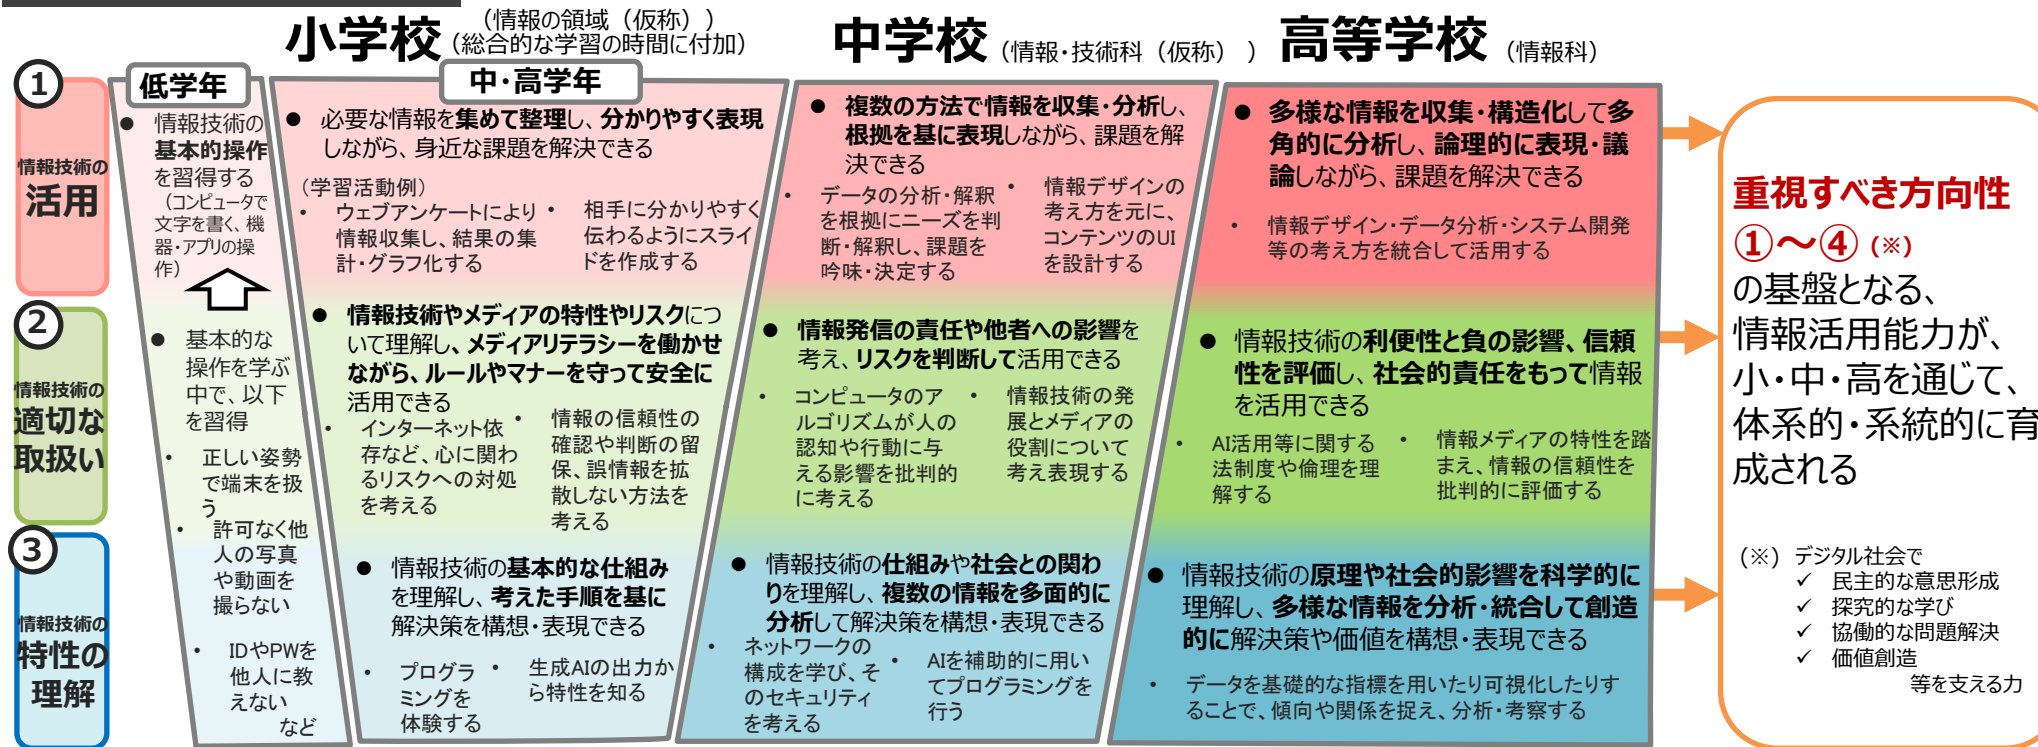 小学校
（情報の領域（仮称））
（総合的な学習の時間に付加）
中学校（情報・技術科（仮称） ）
高等学校（情報科）
①
情報技術の
活用
②
情報技術の
適切な
取扱い
③
情報技術の
特性の
理解
低学年
● 情報技術の
基本的操作
を習得する
（コンピュータで
文字を書く、機
器・アプリの操
作）
● 基本的な
操作を学ぶ
中で、以下
を習得
・ 正しい姿勢
で端末を扱
う
・ 許可なく他
人の写真
や動画を
撮らない
・ IDやPWを
他人に教
えない
など
中・高学年
● 必要な情報を集めて整理し、分かりやすく表現
しながら、身近な課題を解決できる
（学習活動例）
・ ウェブアンケートにより
情報収集し、結果の集
計・グラフ化する
・ 相手に分かりやすく
伝わるようにスライ
ドを作成する
● 情報技術やメディアの特性やリスクにつ
いて理解し、メディアリテラシーを働かせ
ながら、ルールやマナーを守って安全に
活用できる
・ インターネット依
存など、心に関わ
るリスクへの対処
を考える
・ 情報の信頼性の
確認や判断の留
保、誤情報を拡
散しない方法を
考える
● 情報技術の基本的な仕組み
を理解し、考えた手順を基に
解決策を構想・表現できる
・ プログラ
ミングを
体験する
・ 生成AIの出力か
ら特性を知る
● 複数の方法で情報を収集・分析し、
根拠を基に表現しながら、課題を解
決できる
・ データの分析・解釈
を根拠にニーズを判
断・解釈し、課題を
吟味・決定する
・ 情報デザインの
考え方を元に、
コンテンツのUI
を設計する
● 情報発信の責任や他者への影響を
考え、リスクを判断して活用できる
・ コンピュータのア
ルゴリズムが人の
認知や行動に与
える影響を批判的
に考える
・ 情報技術の発
展とメディアの
役割について
考え表現する
● 情報技術の仕組みや社会との関わ
りを理解し、複数の情報を多面的に
分析して解決策を構想・表現できる
・ ネットワークの
構成を学び、そ
のセキュリティ
を考える
・ AIを補助的に用い
てプログラミングを
行う
● 多様な情報を収集・構造化して多
角的に分析し、論理的に表現・議
論しながら、課題を解決できる
・ 情報デザイン・データ分析・システム開発
等の考え方を統合して活用する
● 情報技術の利便性と負の影響、信頼
性を評価し、社会的責任をもって情報
を活用できる
・ AI活用等に関する
法制度や倫理を理
解する
・ 情報メディアの特性を踏
まえ、情報の信頼性を
批判的に評価する
● 情報技術の原理や社会的影響を科学的に
理解し、多様な情報を分析・統合して創造
的に解決策や価値を構想・表現できる
・ データを基礎的な指標を用いたり可視化したりす
ることで、傾向や関係を捉え、分析・考察する
重視すべき方向性
①～④（※）
の基盤となる、
情報活用能力が、
小・中・高を通じて、
体系的・系統的に育
成される
（※） デジタル社会で
✓ 民主的な意思形成
✓ 探究的な学び
✓ 協働的な問題解決
✓ 価値創造
等を支える力